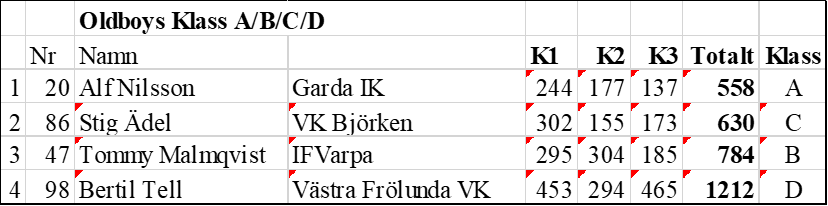 Oldboys Klass A/B/C/D
Nr Namn K1 K2 K3 Totalt Klass
1 20 Alf Nilsson Garda IK 244 177 137 558 A
2 86 Stig Ädel VK Björken 302 155 173 630 C
3 47 Tommy Malmqvist IFVarpa 295 304 185 784 B
4 98 Bertil Tell Västra Frölunda VK 453 294 465 1212 D